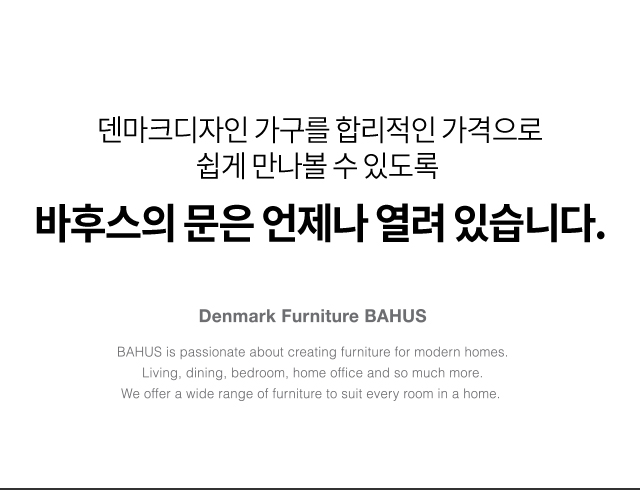 덴마크디자인 가구를 합리적인 가격으로
쉽게 만나볼 수 있도록
바후스의 문은 언제나 열려 있습니다.
Denmark Furniture BAHUS
BAHUS is passionate about creating furniture for modern homes.
Living, dining, bedroom, home office and so much more.
We offer a wide range of furniture to suit every room in a home.